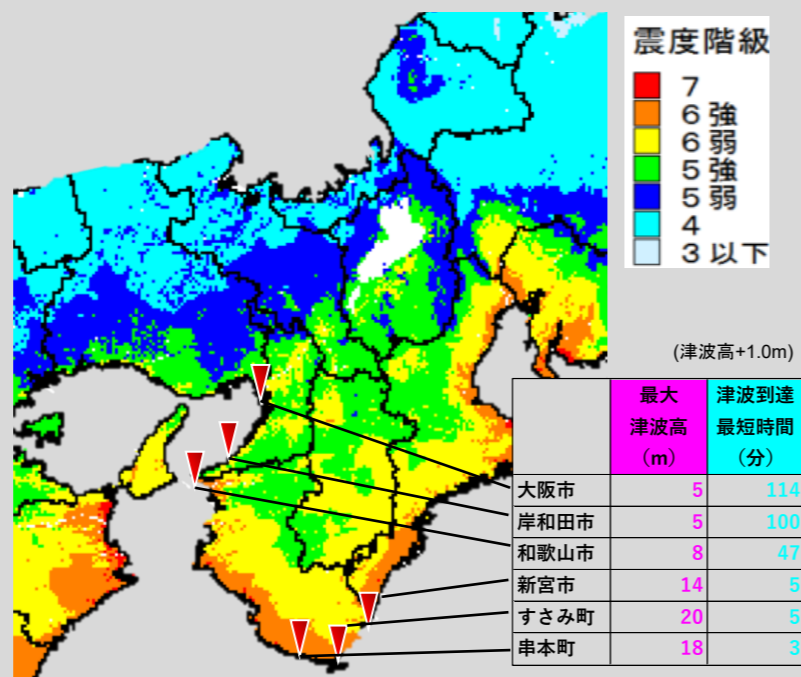 震度階級
7
6強
6弱
5強
5弱
4
3以下
(津波高+1.0m)
最大津波高（m） 津波到達最短時間（分）
大阪市 5 114
岸和田市 5 100
和歌山市 8 47
新宮市 14 5
すさみ町 20 5
串本町 18 3